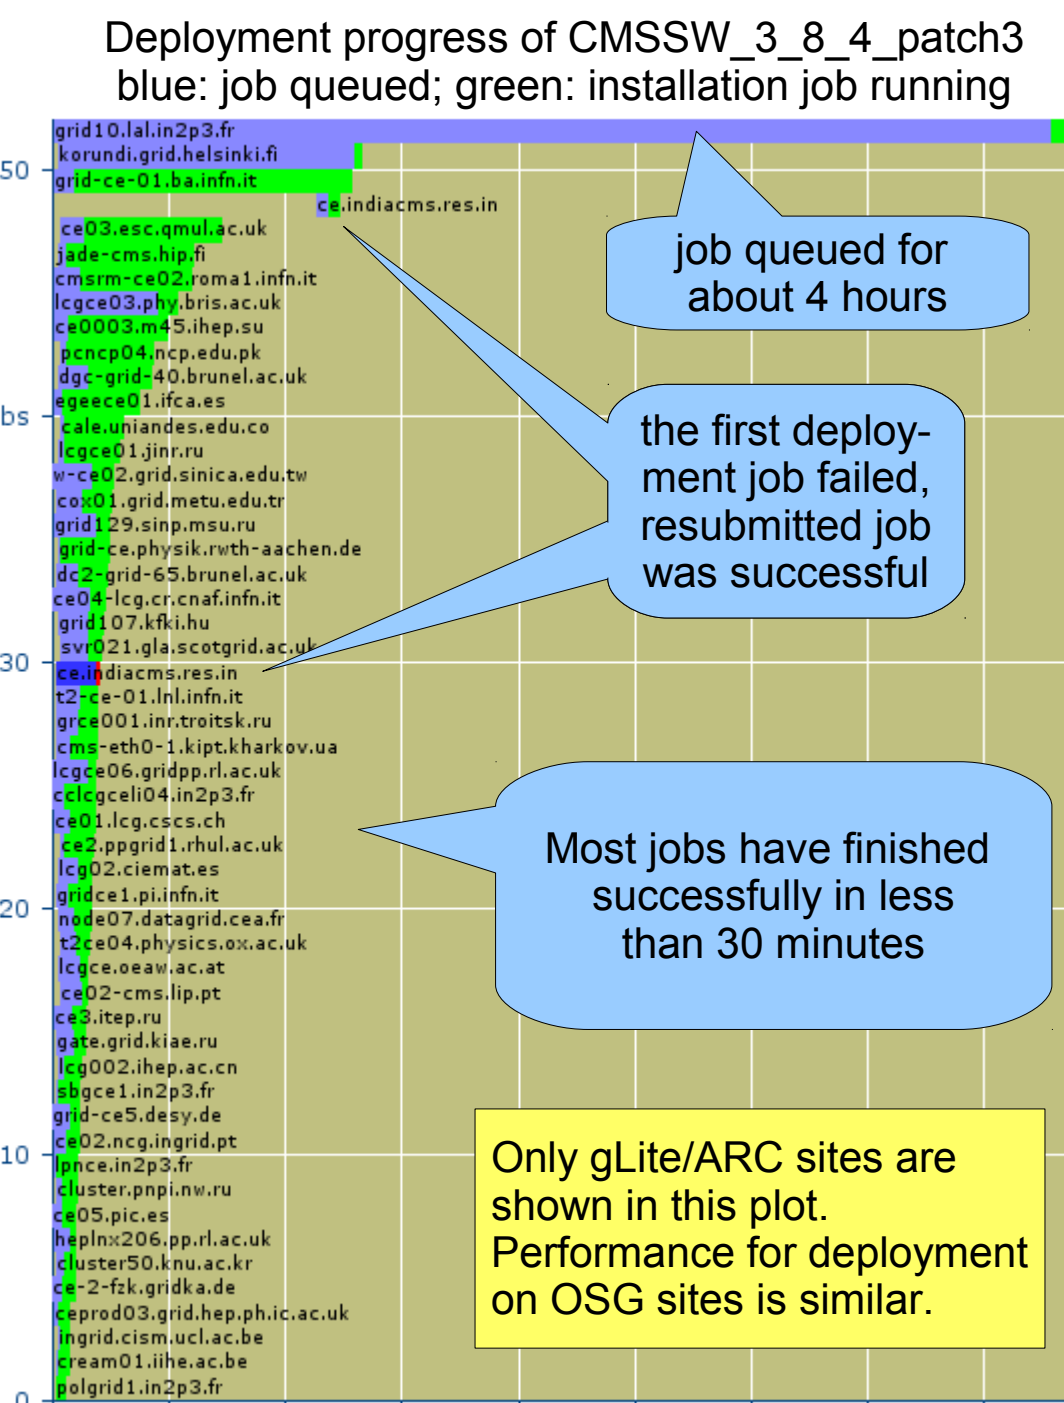 Deployment progress of CMSSW_3_8_4_patch3
blue: job queued; green: installation job running
grid10.lal.in2p3.fr
korundi.grid.helsinki.fi
50
grid-ce-01.ba.infn.it
ce.indiacms.res.in
ce03.esc.qmul.ac.uk
jade-cms.hip.fi
cmsrm-ce02.roma1.infn.it
lcgce03.phy.bris.ac.uk
ce0003.m45.ihep.su
pcncp04.ncp.edu.pk
dgc-grid-40.brunel.ac.uk
egeece01.ifca.es
bs
cale.uniandes.edu.co
lcgce01.jinr.ru
w-ce02.grid.sinica.edu.tw
cox01.grid.metu.edu.tr
grid129.sinp.msu.ru
grid-ce.physik.rwth-aachen.de
dc2-grid-65.brunel.ac.uk
ce04-lcg.cr.cnaf.infn.it
grid107.kfki.hu
svr021.gla.scotgrid.ac.uk
30
ce.indiacms.res.in
t2-ce-01.lnl.infn.it
grce001.inr.troitsk.ru
cms-eth0-1.kipt.kharkov.ua
lcgce06.gridpp.rl.ac.uk
cclcgceli04.in2p3.fr
ce01.lcg.cscs.ch
ce2.ppgrid1.rhul.ac.uk
lcg02.ciemat.es
gridce1.pi.infn.it
20
node07.datagrid.cea.fr
t2ce04.physics.ox.ac.uk
lcgce.oeaw.ac.at
ce02-cms.lip.pt
ce3.itep.ru
gate.grid.kiae.ru
lcg002.ihep.ac.cn
sbgce1.in2p3.fr
grid-ce5.desy.de
ce02.ncg.ingrid.pt
10
lpnce.in2p3.fr
cluster.pnpi.nw.ru
ce05.pic.es
heplnx206.pp.rl.ac.uk
cluster50.knu.ac.kr
ce-2-fzk.gridka.de
ceprod03.grid.hep.ph.ic.ac.uk
ingrid.cism.ucl.ac.be
cream01.iihe.ac.be
polgrid1.in2p3.fr
0
job queued for
about 4 hours
the first deploy-
ment job failed,
resubmitted job
was successful
Most jobs have finished
successfully in less
than 30 minutes
Only gLite/ARC sites are
shown in this plot.
Performance for deployment
on OSG sites is similar.